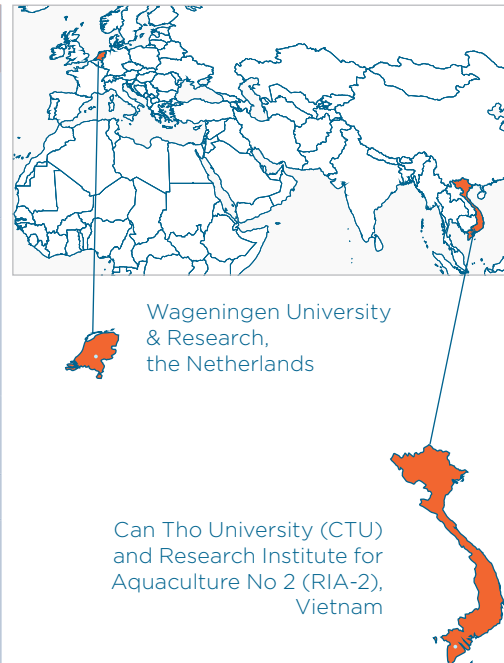 Wageningen University
& Research,
the Netherlands
Can Tho University (CTU)
and Research Institute for
Aquaculture No 2 (RIA-2),
Vietnam